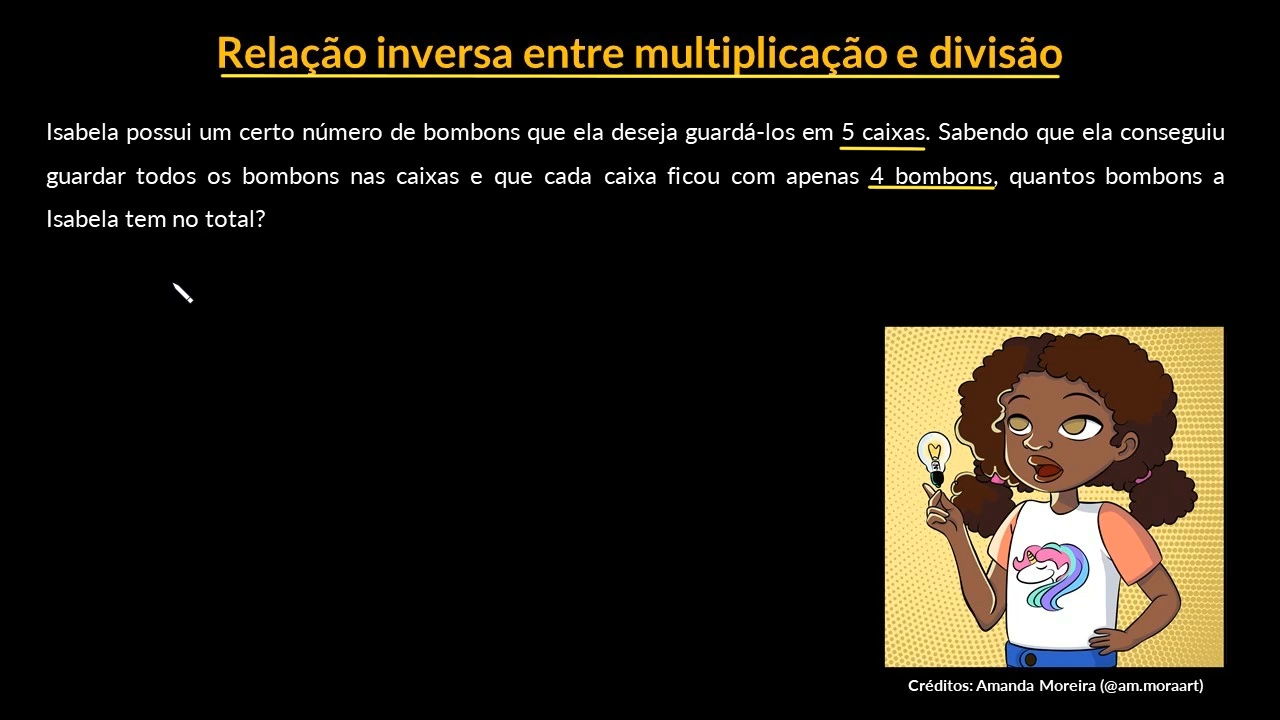 Relação inversa entre multiplicação e divisão
Isabela possui um certo número de bombons que ela deseja guardá-los em 5 caixas. Sabendo que ela conseguiu
guardar todos os bombons nas caixas e que cada caixa ficou com apenas 4 bombons, quantos bombons a
Isabela tem no total?
Créditos: Amanda Moreira (@am.moraart)